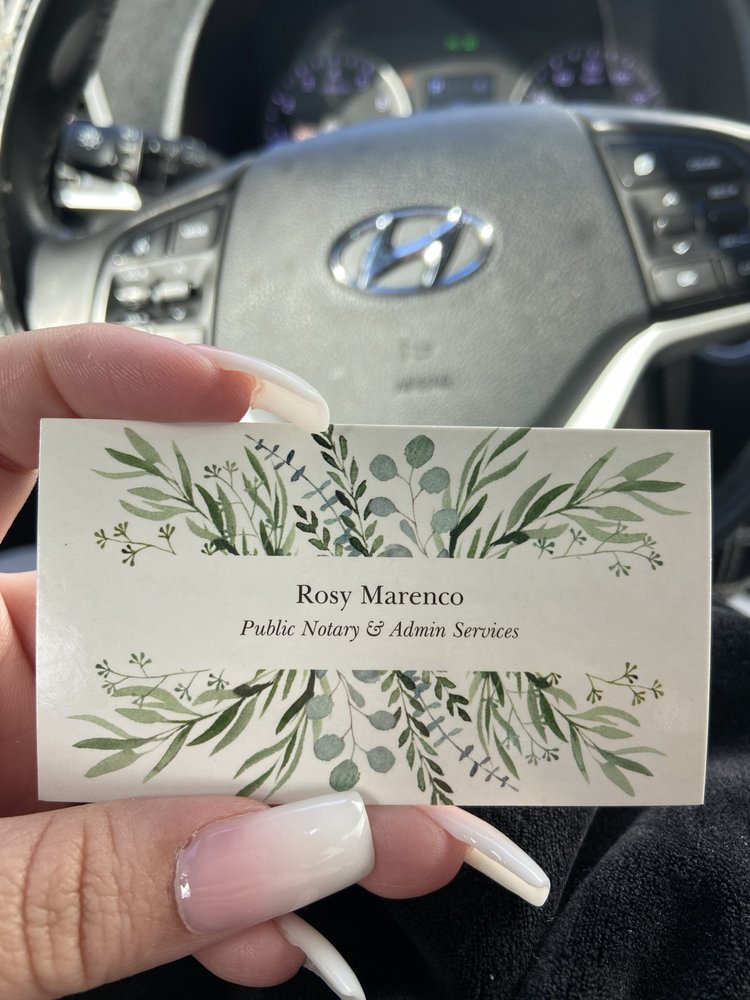 Rosy Marenco
Public Notary & Admin Services